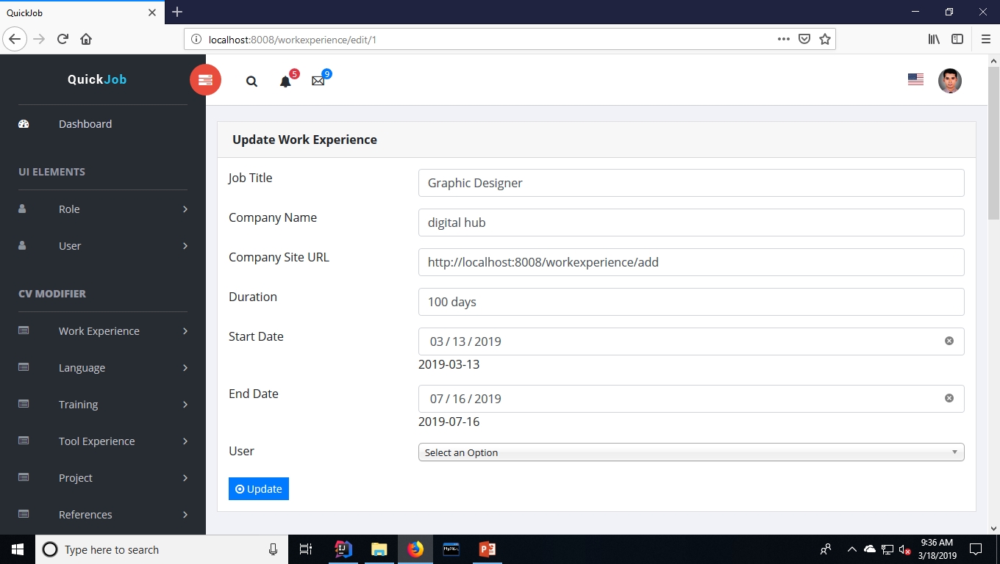 QuickJob
localhost:8008/workexperience/edit/1
QuickJob
5
9
Dashboard
UI ELEMENTS
Role
User
CV MODIFIER
Work Experience
Language
Training
Tool Experience
Project
References
Update Work Experience
Job Title
Graphic Designer
Company Name
digital hub
Company Site URL
http://localhost:8008/workexperience/add
Duration
100 days
Start Date
03 / 13 / 2019
2019-03-13
End Date
07 / 16 / 2019
2019-07-16
User
Select an Option
Update
Type here to search
IJ
MySQL
P
9:36 AM
3/18/2019